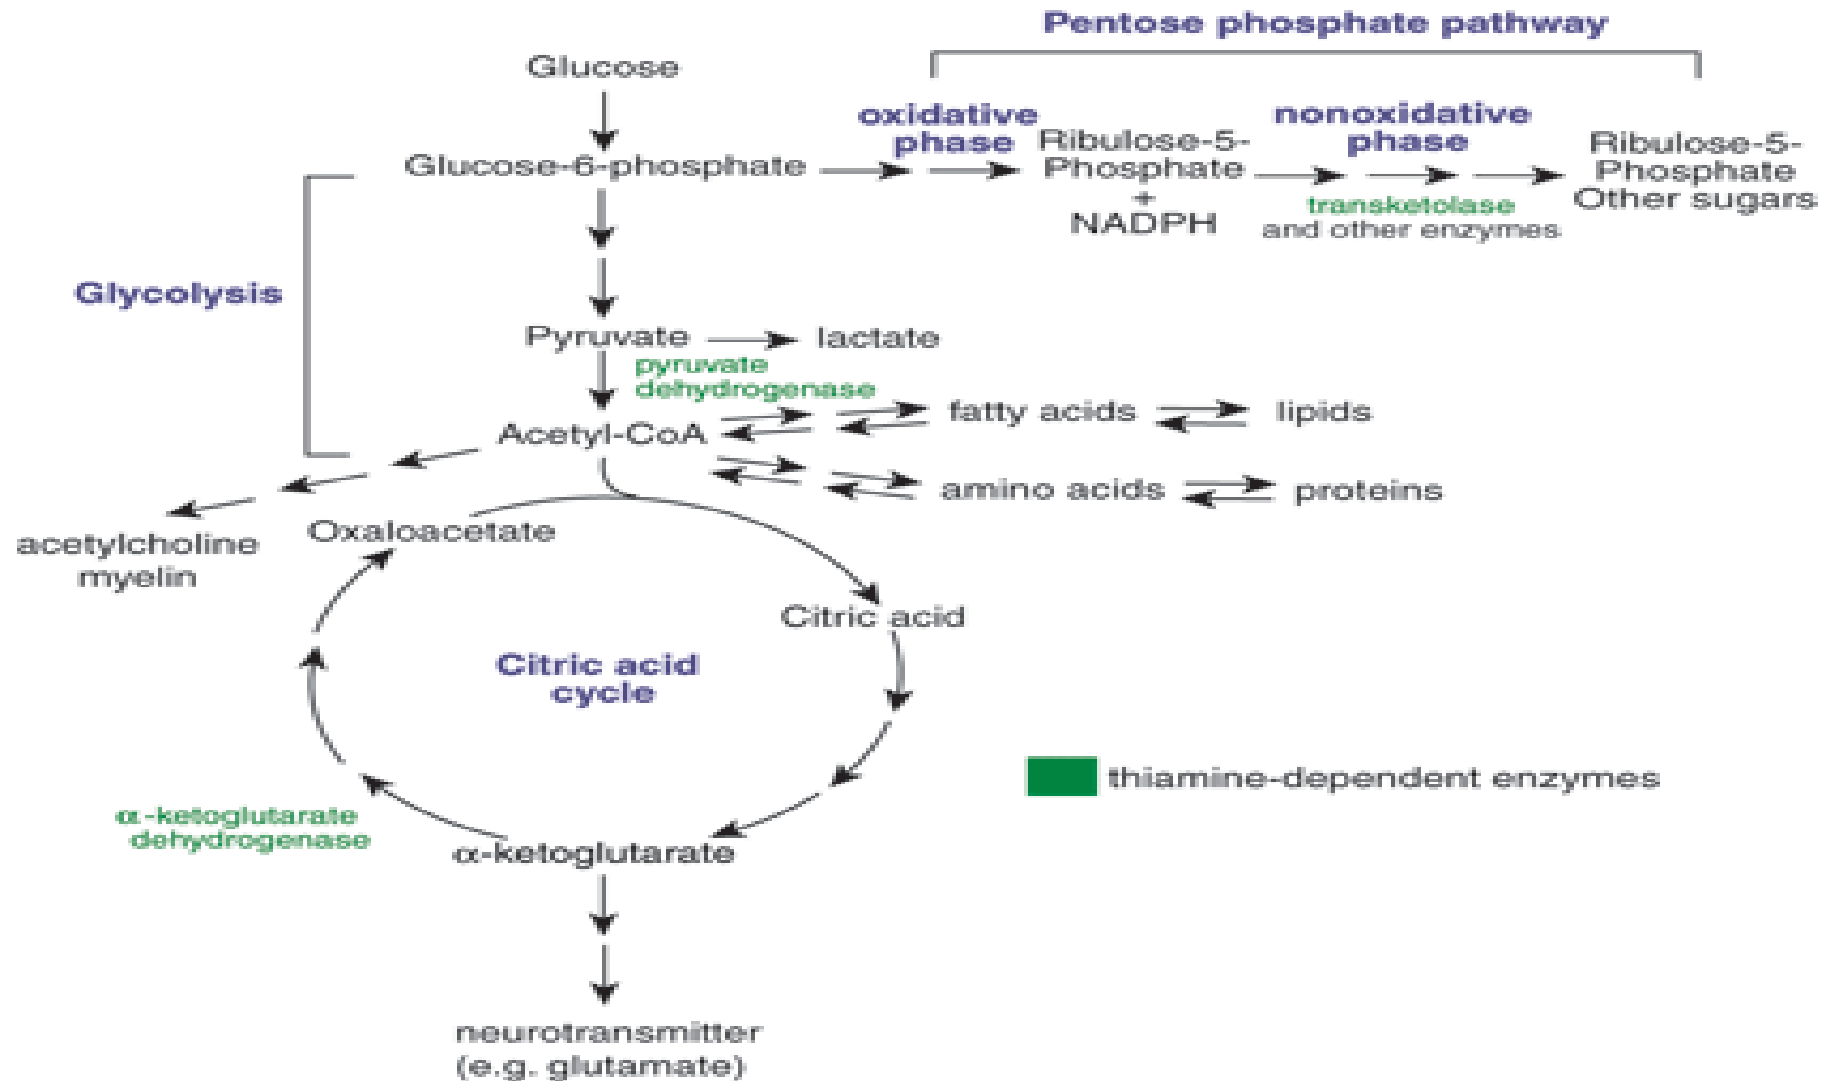 Pentose phosphate pathway
Glucose
oxidative
phase
nonoxidative
phase
Glucose-6-phosphate
Ribulose-5-
Phosphate
+
NADPH
transketolase
and other enzymes
Ribulose-5-
Phosphate
Other sugars
Glycolysis
Pyruvate
lactate
pyruvate
dehydrogenase
Acetyl-CoA
fatty acids
lipids
amino acids
proteins
acetylcholine
myelin
Oxaloacetate
Citric acid
Citric acid
cycle
thiamine-dependent enzymes
α-ketoglutarate
dehydrogenase
α-ketoglutarate
neurotransmitter
(e.g. glutamate)